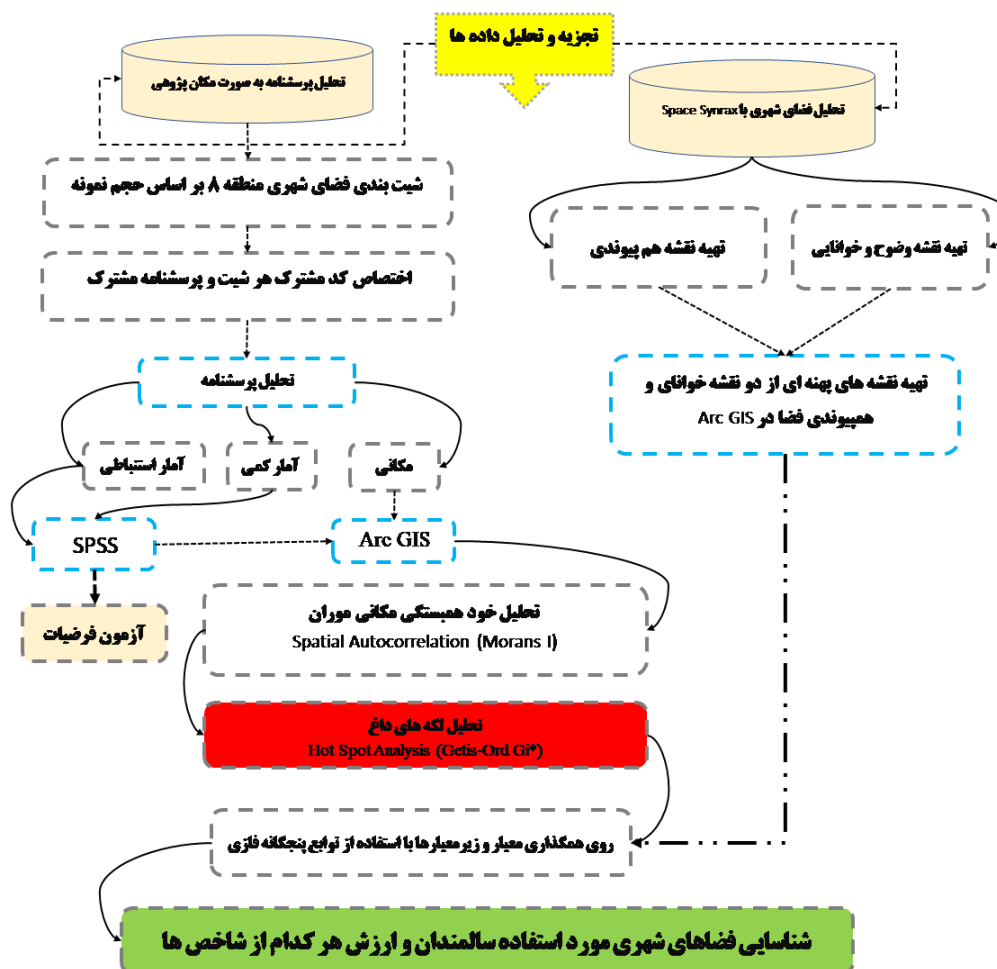 تجزیه و تحلیل داده ها
تحلیل پرسشنامه به صورت مکان پژوهی
تحلیل فضای شهری با Space Synrax
شیت بندی فضای شهری منطقه ۸ بر اساس حجم نمونه
تهیه نقشه وضوح و خوانایی
تهیه نقشه هم پیوندی
اختصاص کد مشترک هر شیت و پرسشنامه مشترک
تحلیل پرسشنامه
تهیه نقشه های پهنه ای از دو نقشه خوانای و
همپیوندی فضا در Arc GIS
مکانی
آمار کمی
آمار استنباطی
SPSS
Arc GIS
آزمون فرضیات
تحلیل خود همبستگی مکانی موران
Spatial Autocorrelation (Morans I)
تحلیل لکه های داغ
Hot Spot Analysis (Getis-Ord Gi*)
روی همگذاری معیار و زیرمعیارها با استفاده از توابع پنجگانه فازی
شناسایی فضاهای شهری مورد استفاده سالمندان و ارزش هر کدام از شاخص ها